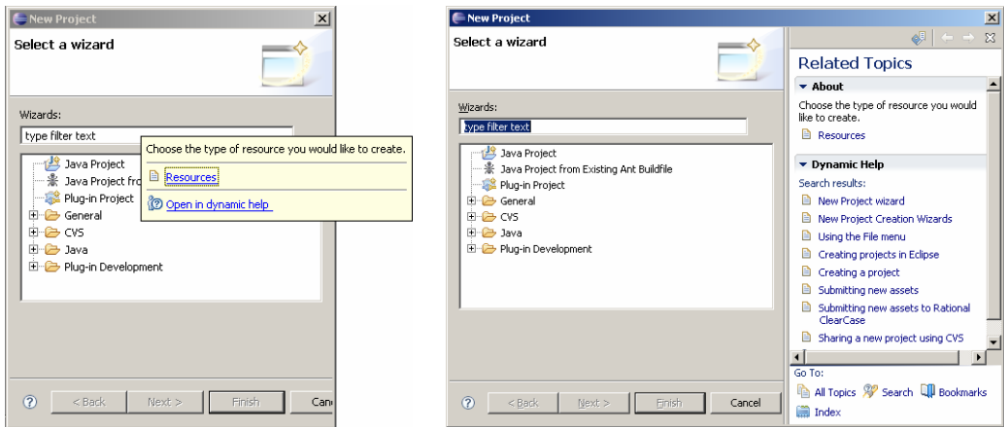 New Project
Select a wizard
Wizards:
type filter text
Choose the type of resource you would like to create.
Java Project
Java Project fro
Resources
Plug-in Project
Open in dynamic help
General
CVS
Java
Plug-in Development
< Back
Next >
Finish
New Project
Select a wizard
Wizards:
type filter text
Java Project
Java Project from Existing Ant Buildfile
Plug-in Project
General
CVS
Java
Plug-in Development
< Back
Next >
Finish
Cancel
Related Topics
About
Choose the type of resource you would
like to create.
Resources
Dynamic Help
Search results:
New Project wizard
New Project Creation Wizards
Using the File menu
Creating projects in Eclipse
Creating a project
Submitting new assets
Submitting new assets to Rational
ClearCase
Sharing a new project using CVS
Go To:
All Topics Search Bookmarks
Index